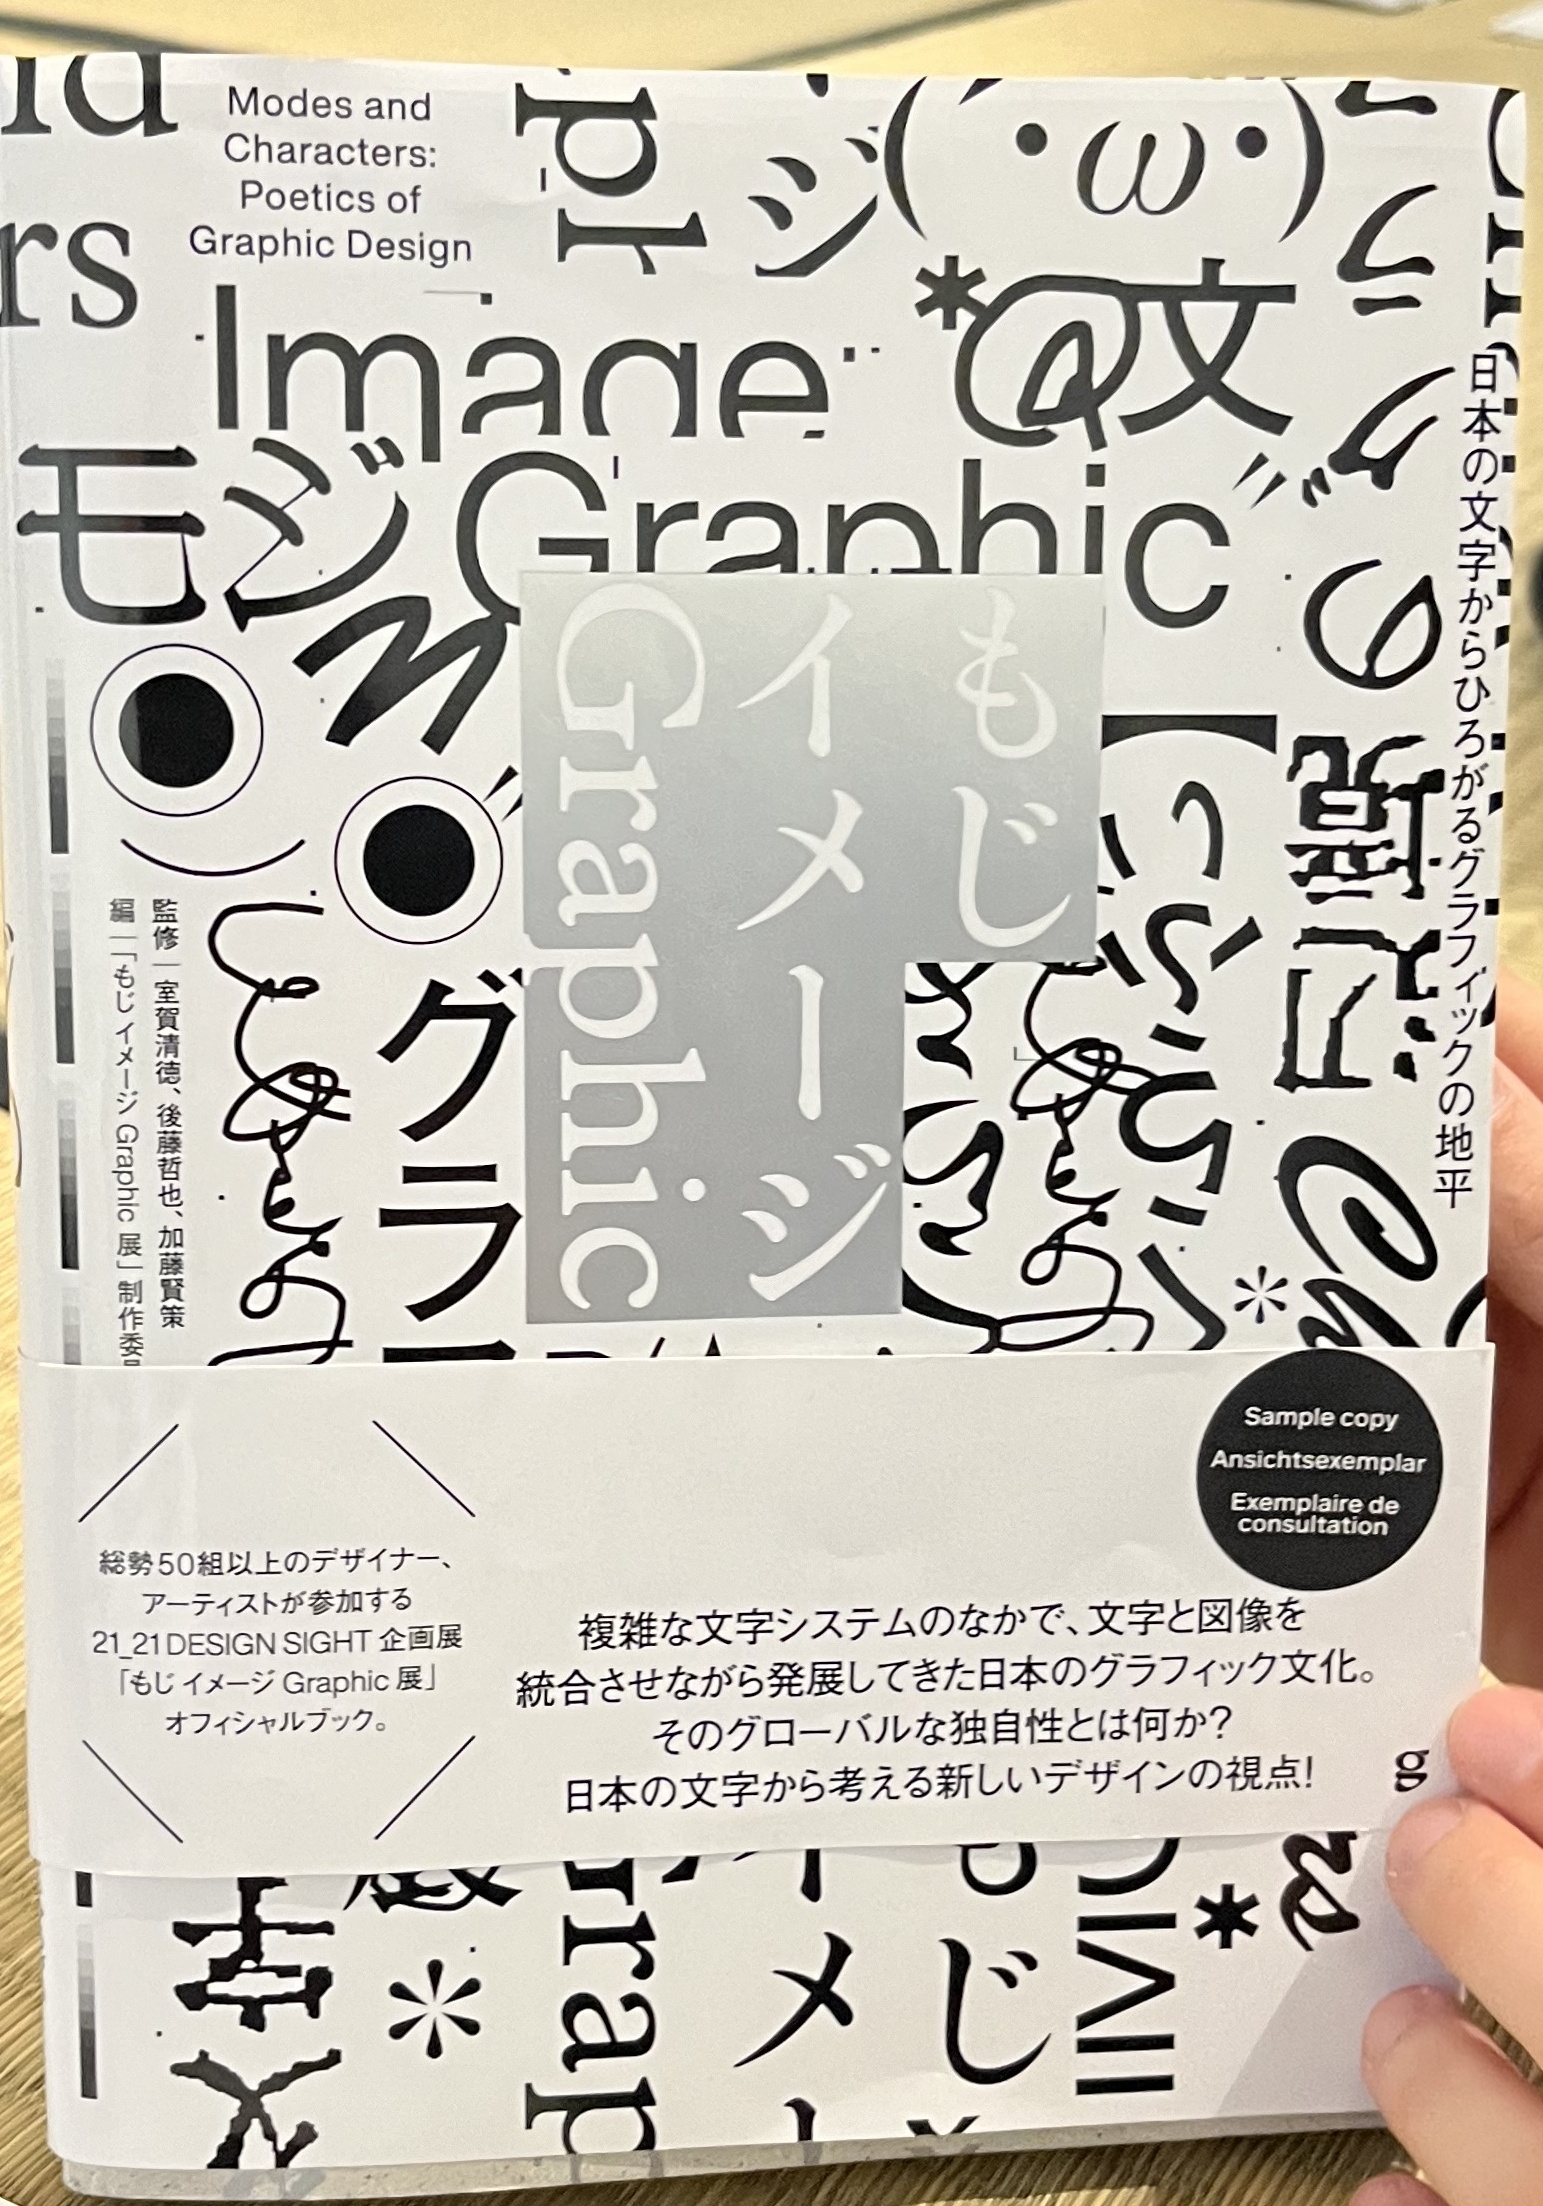 Modes and
Characters:
Poetics of
Graphic Design
(´・ω・)
Image
*@文
モジ Graphic
もじ
イメージ
Graphic
日本の文字からひろがるグラフィックの地平
監修｜室賀清徳、後藤哲也、加藤賢策
編｜「もじ イメージ Graphic 展」制作委員
グラフ
Sample copy
Ansichtsexemplar
Exemplaire de
consultation
総勢50組以上のデザイナー、
アーティストが参加する
21_21 DESIGN SIGHT 企画展
「もじ イメージ Graphic 展」
オフィシャルブック。
複雑な文字システムのなかで、文字と図像を
統合させながら発展してきた日本のグラフィック文化。
そのグローバルな独自性とは何か?
日本の文字から考える新しいデザインの視点!
g
もじ
イメー
Grap